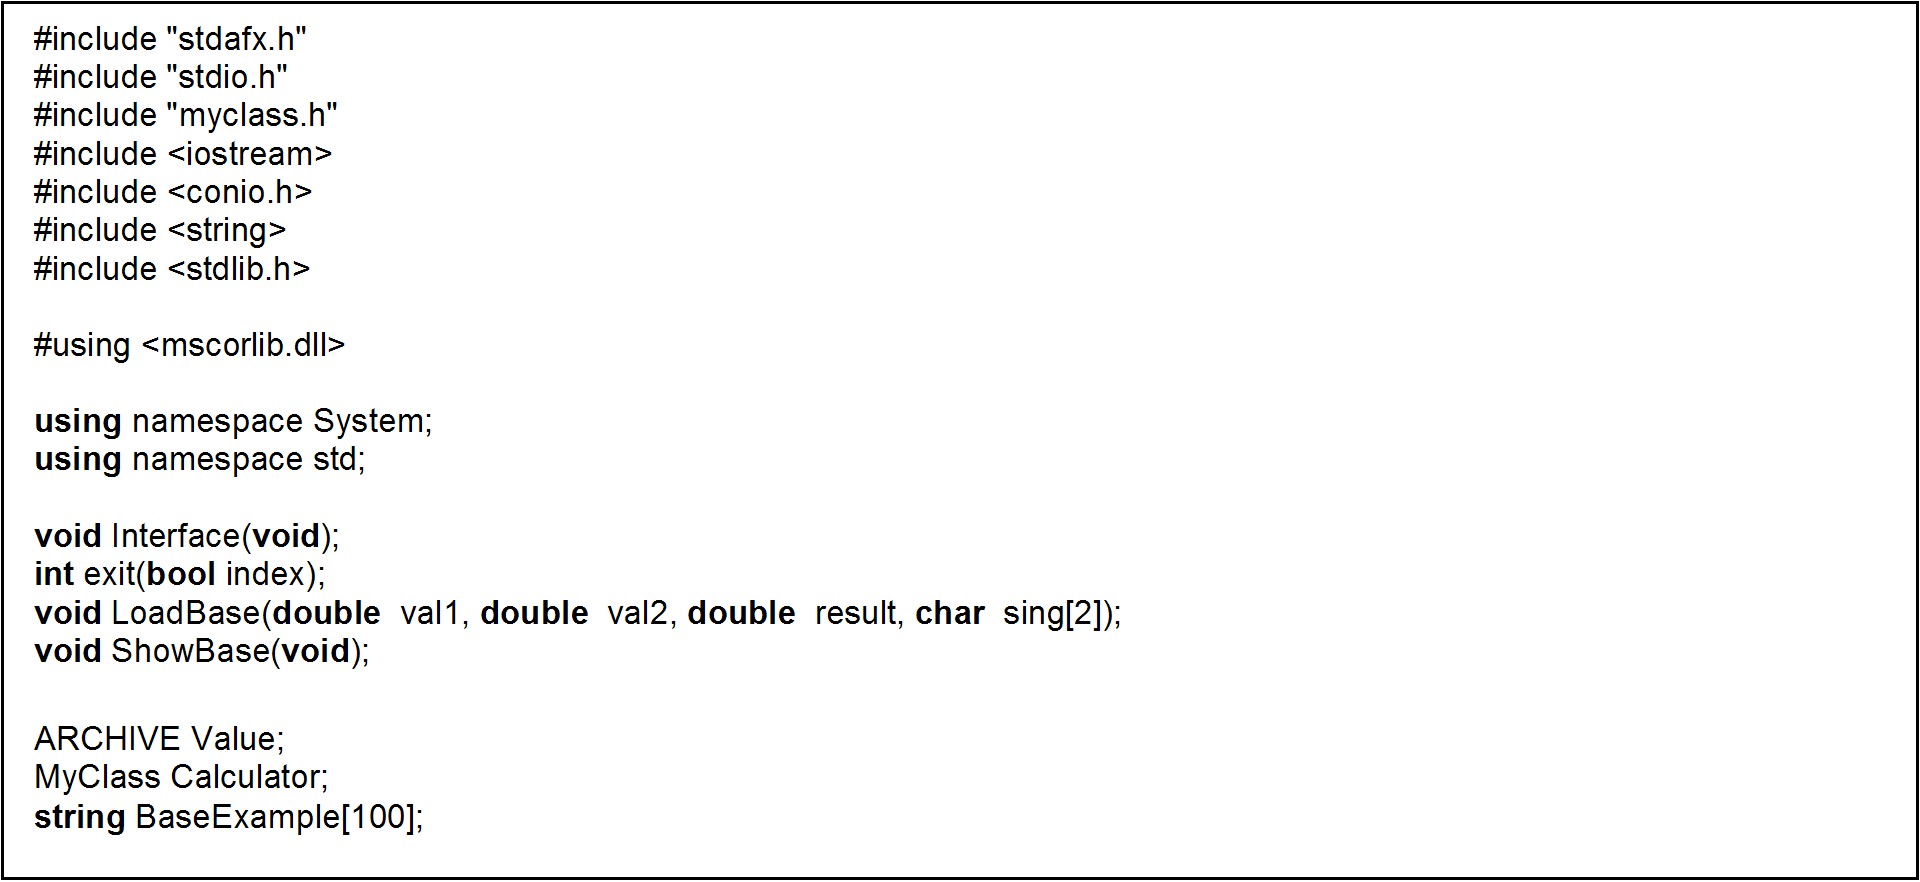 #include "stdafx.h"
#include "stdio.h"
#include "myclass.h"
#include <iostream>
#include <conio.h>
#include <string>
#include <stdlib.h>
#using <mscorlib.dll>
using namespace System;
using namespace std;
void Interface(void);
int exit(bool index);
void LoadBase(double  val1, double  val2, double  result, char  sing[2]);
void ShowBase(void);
ARCHIVE Value;
MyClass Calculator;
string BaseExample[100];